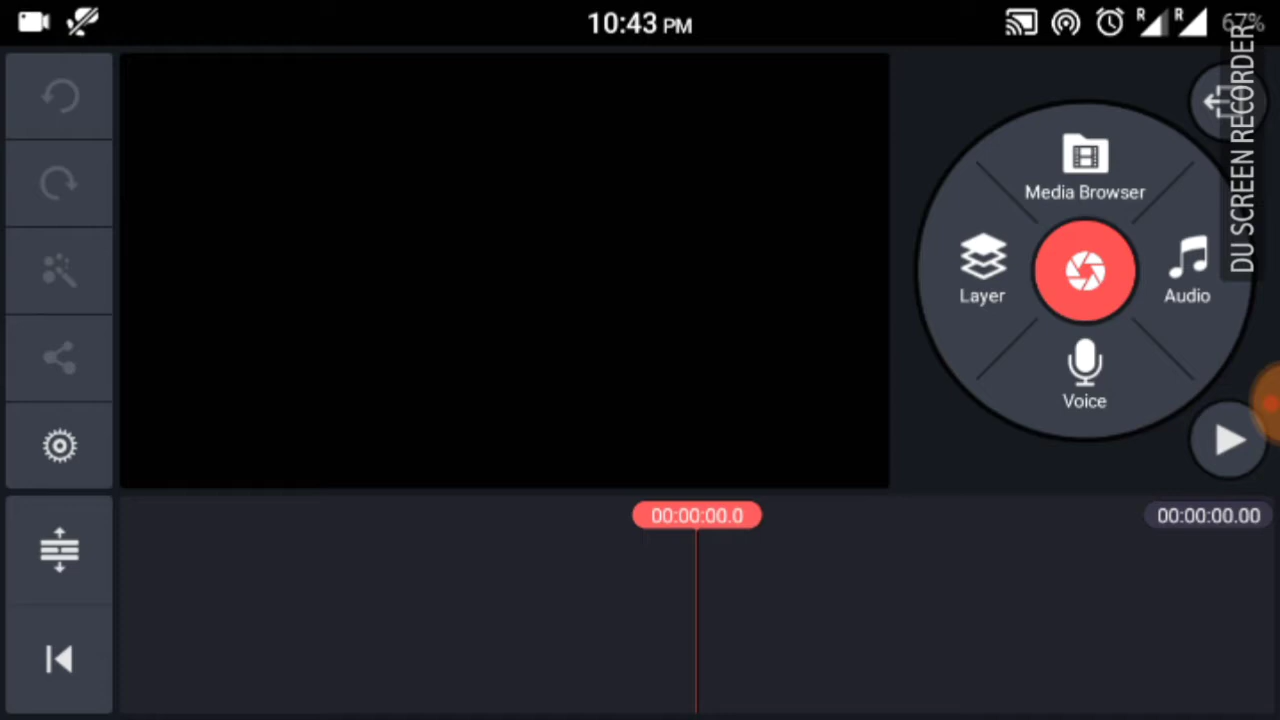 10:43 PM
R
R
67%
DU SCREEN RECORDER
Media Browser
Layer
Audio
Voice
00:00:00.0
00:00:00.00